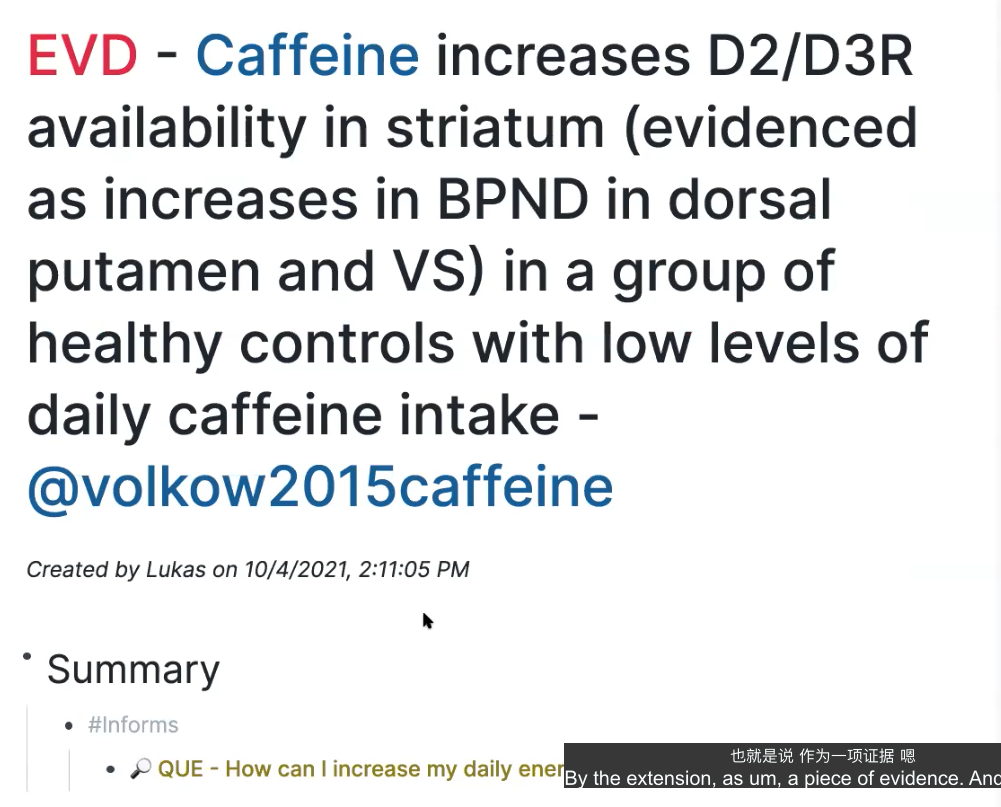 EVD - Caffeine increases D2/D3R
availability in striatum (evidenced
as increases in BPND in dorsal
putamen and VS) in a group of
healthy controls with low levels of
daily caffeine intake -
@volkow2015caffeine
Created by Lukas on 10/4/2021, 2:11:05 PM
Summary
#Informs
🔎 QUE - How can I increase my daily ener
也就是说 作为一项证据 嗯
By the extension, as um, a piece of evidence. And